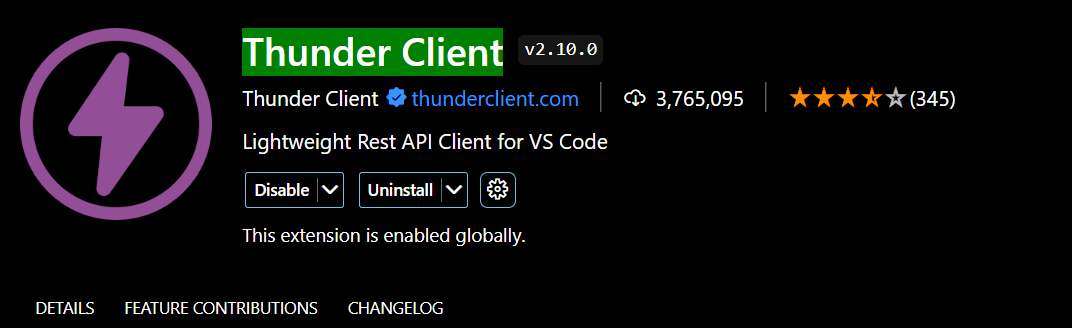 Thunder Client v2.10.0
Thunder Client thunderclient.com 3,765,095 (345)
Lightweight Rest API Client for VS Code
Disable Uninstall
This extension is enabled globally.
DETAILS FEATURE CONTRIBUTIONS CHANGELOG